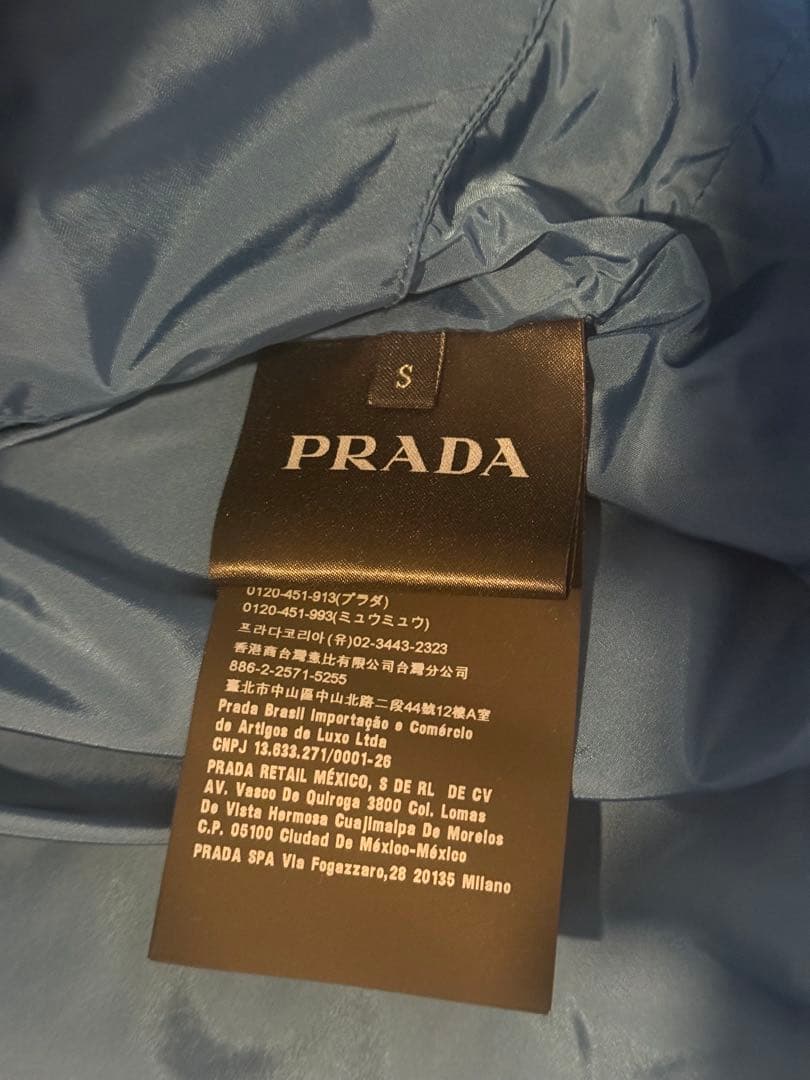 S
PRADA
0120-451-913(プラダ)
0120-451-993(ミュウミュウ)
프라다코리아(유)02-3443-2323
香港商台灣壹比有限公司台灣分公司
886-2-2571-5255
臺北市中山區中山北路二段44號12樓A室
Prada Brasil Importação e Comércio
de Artigos de Luxo Ltda
CNPJ 13.633.271/0001-26
PRADA RETAIL MÉXICO, S DE RL DE CV
AV. Vasco De Quiroga 3800 Col. Lomas
De Vista Hermosa Cuajimalpa De Morelos
C.P. 05100 Ciudad De México-México
PRADA SPA Via Fogazzaro,28 20135 Milano